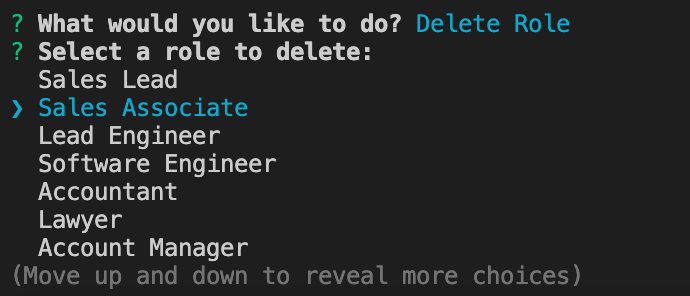 ? What would you like to do? Delete Role
? Select a role to delete:
Sales Lead
❯ Sales Associate
Lead Engineer
Software Engineer
Accountant
Lawyer
Account Manager
(Move up and down to reveal more choices)